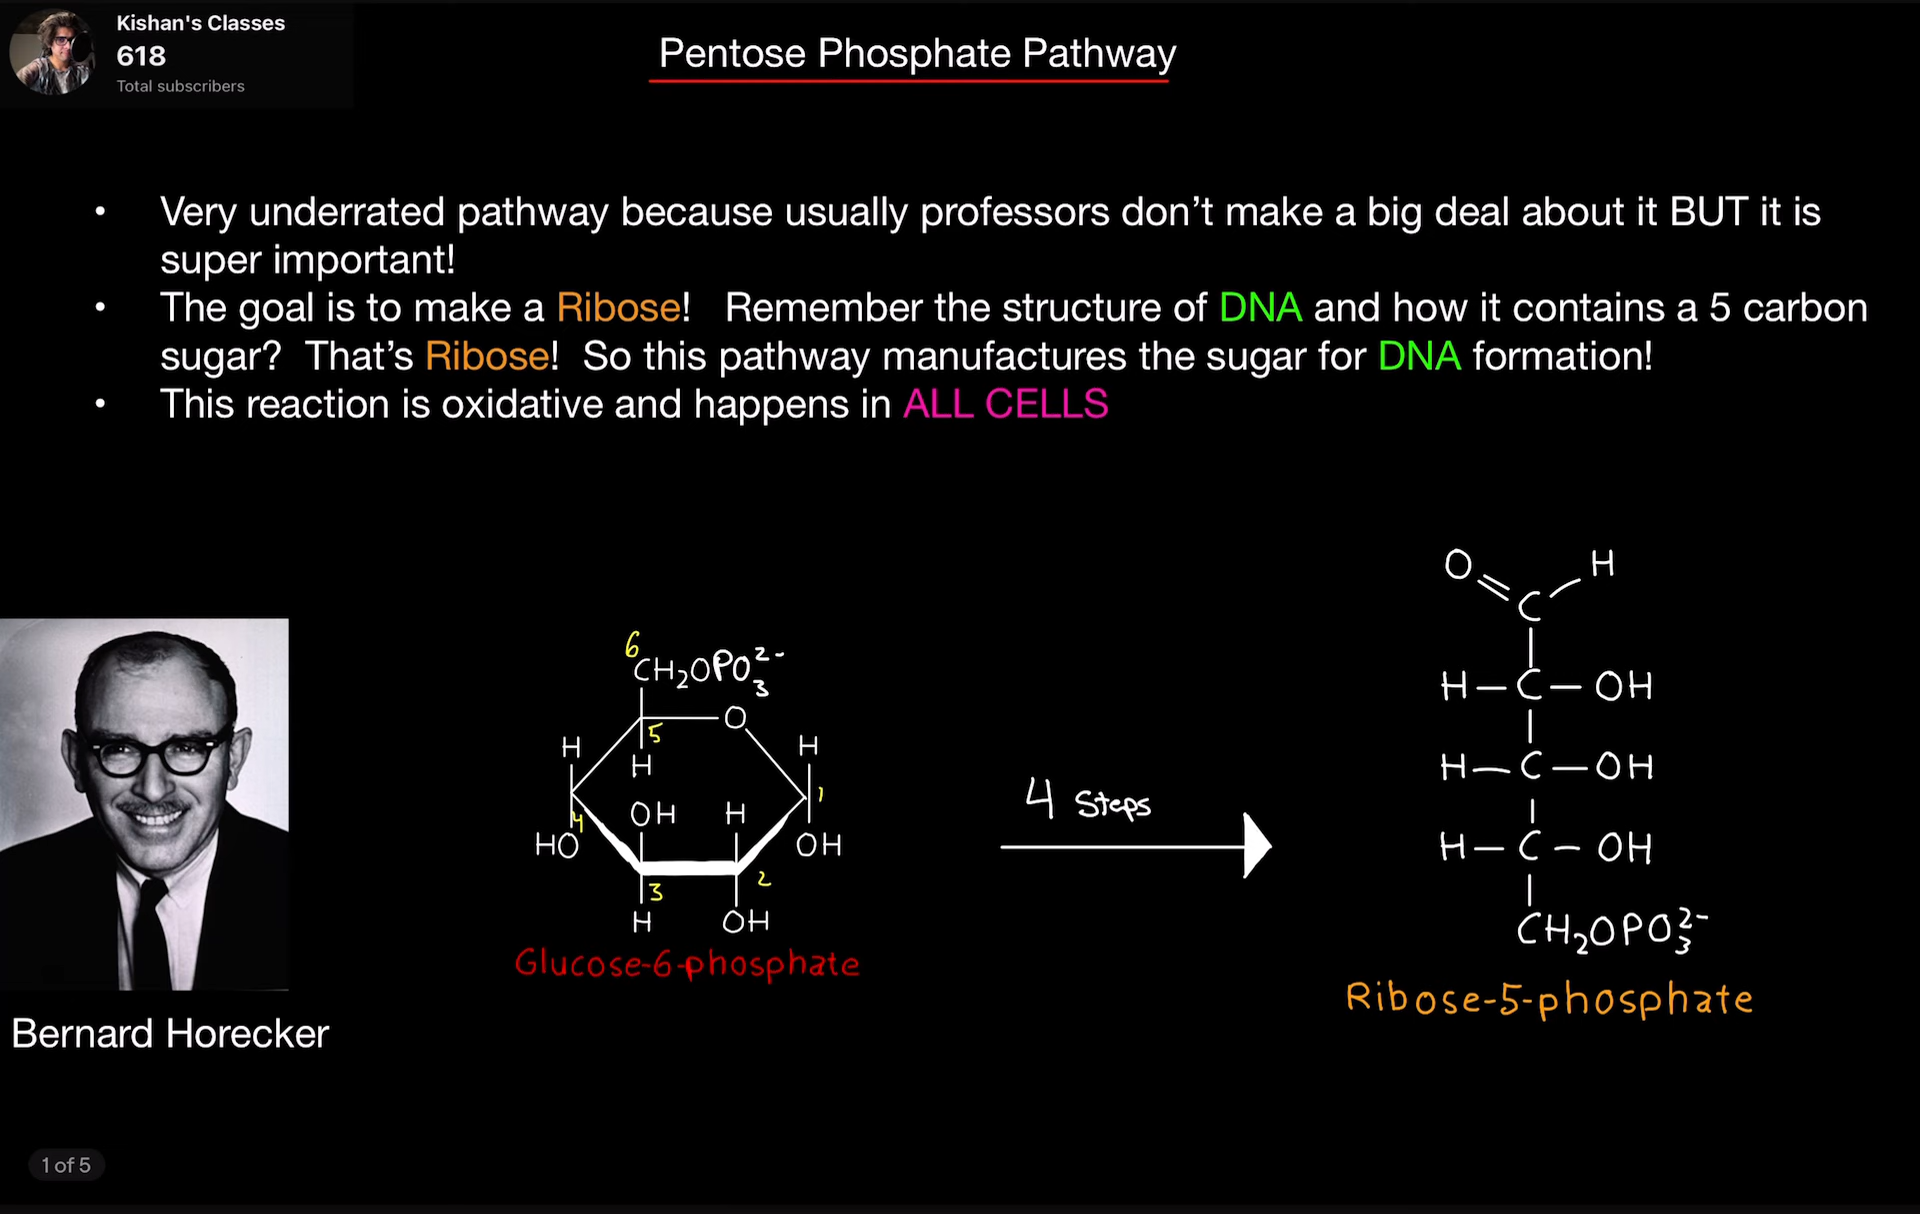 Kishan's Classes
618
Total subscribers
Pentose Phosphate Pathway
• Very underrated pathway because usually professors don't make a big deal about it BUT it is
super important!
• The goal is to make a Ribose! Remember the structure of DNA and how it contains a 5 carbon
sugar? That's Ribose! So this pathway manufactures the sugar for DNA formation!
• This reaction is oxidative and happens in ALL CELLS
6
CH₂OPO₃²⁻
O
5
H
H
H
4
HO
OH
H
1
OH
3
2
H
OH
Glucose-6-phosphate
4 Steps
O
H
C
H-C-OH
H-C-OH
H-C-OH
CH₂OPO₃²⁻
Ribose-5-phosphate
Bernard Horecker
1 of 5